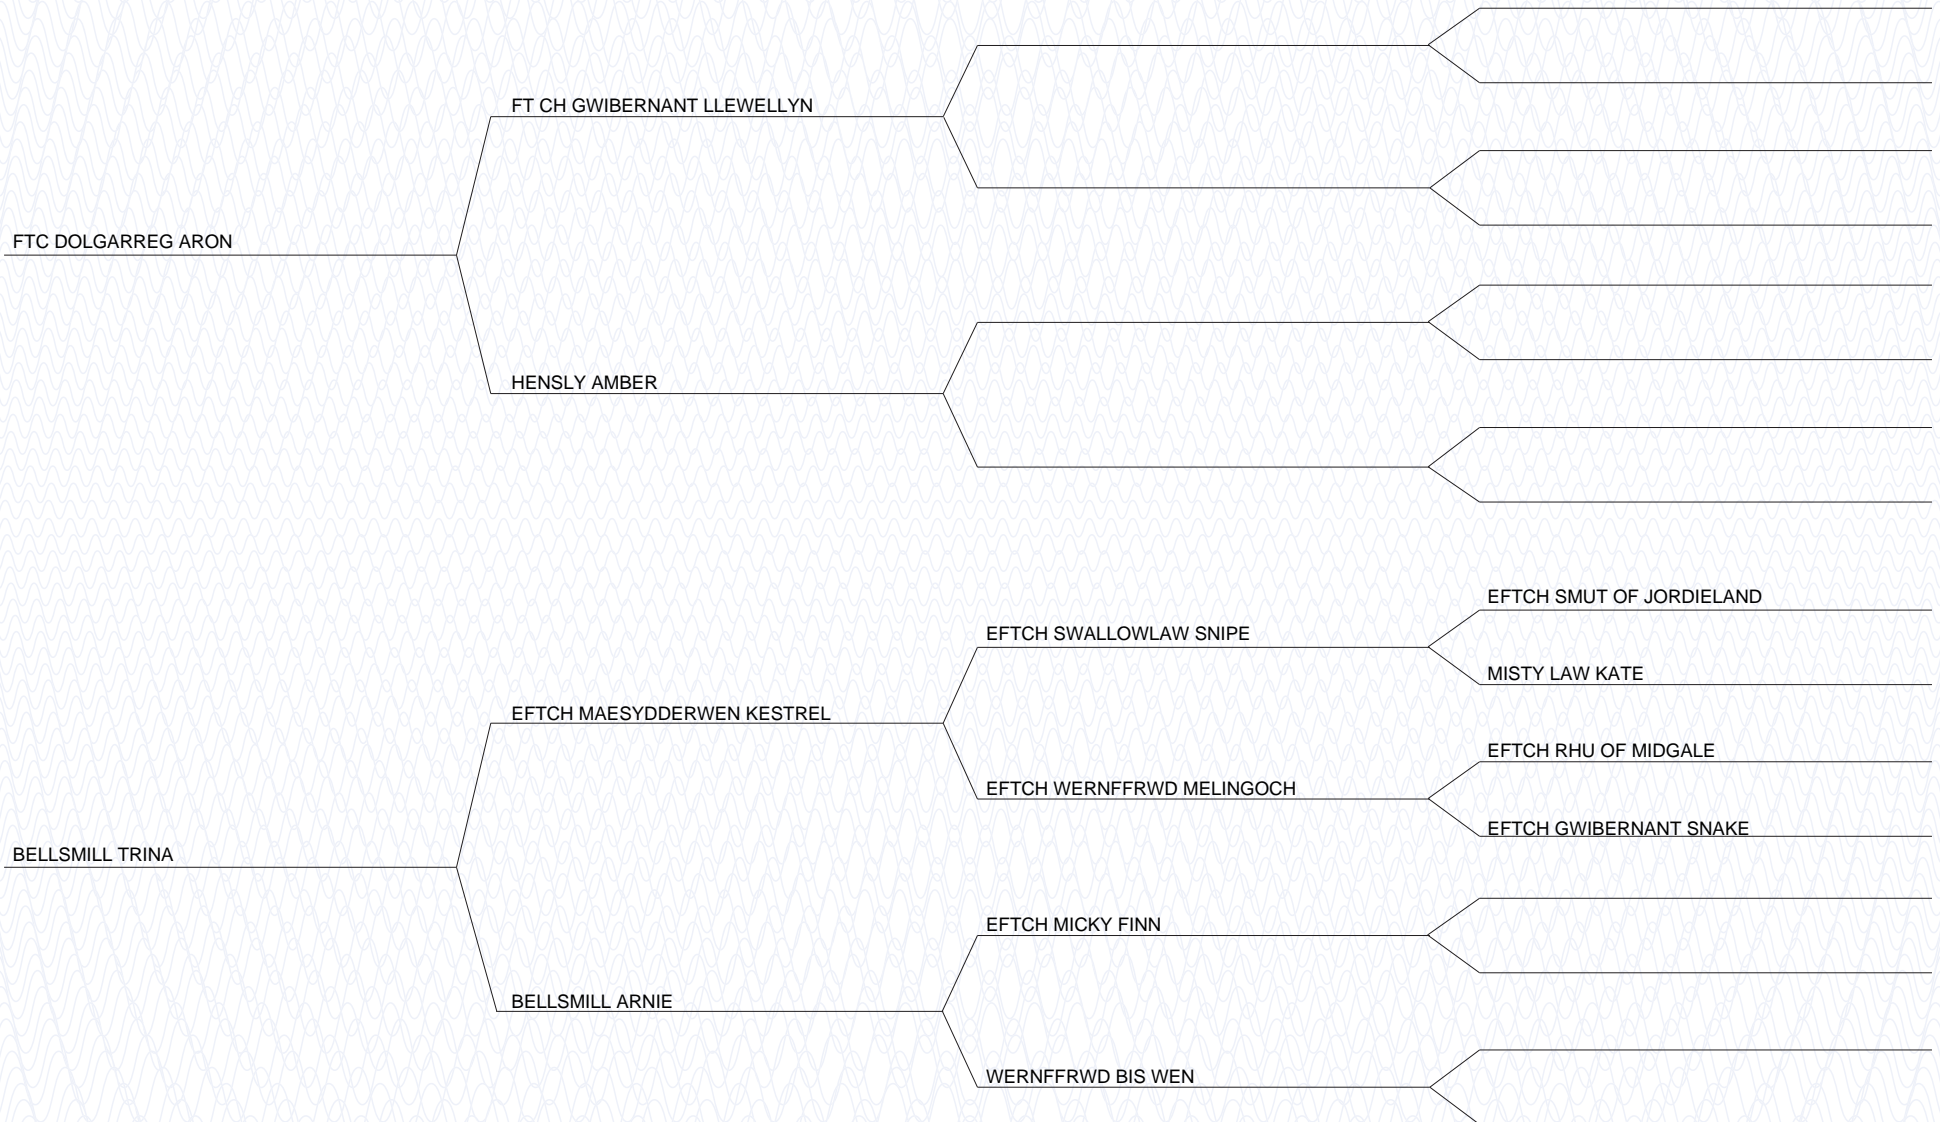 FT CH GWIBERNANT LLEWELLYN
FTC DOLGARREG ARON
HENSLY AMBER
EFTCH SMUT OF JORDIELAND
EFTCH SWALLOWLAW SNIPE
MISTY LAW KATE
EFTCH MAESYDDERWEN KESTREL
EFTCH RHU OF MIDGALE
EFTCH WERNFFRWD MELINGOCH
EFTCH GWIBERNANT SNAKE
BELLSMILL TRINA
EFTCH MICKY FINN
BELLSMILL ARNIE
WERNFFRWD BIS WEN